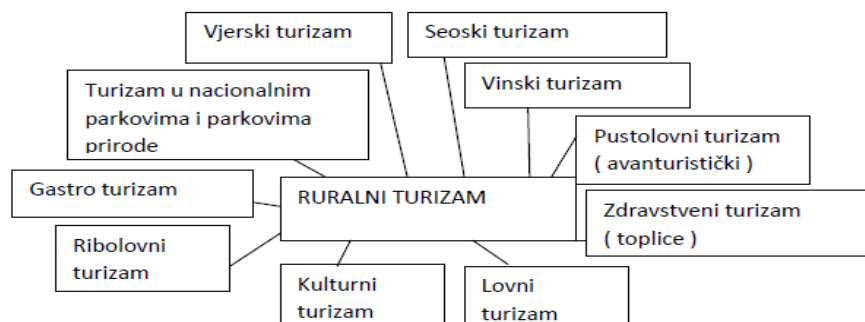 Vjerski turizam
Seoski turizam
Vinski turizam
Turizam u nacionalnim
parkovima i parkovima
prirode
Pustolovni turizam
( avanturistički )
Gastro turizam
RURALNI TURIZAM
Zdravstveni turizam
( toplice )
Ribolovni
turizam
Kulturni
turizam
Lovni
turizam